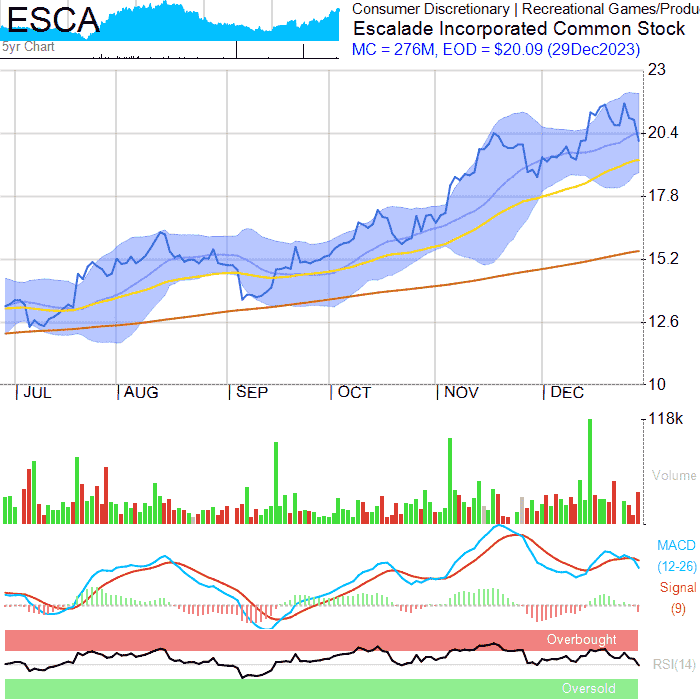 ESCA
5yr Chart
Consumer Discretionary | Recreational Games/Produ
Escalade Incorporated Common Stock
MC = 276M, EOD = $20.09 (29Dec2023)
23
20.4
17.8
15.2
12.6
10
JUL
AUG
SEP
OCT
NOV
DEC
118k
Volume
MACD
(12-26)
Signal
(9)
Overbought
RSI(14)
Oversold